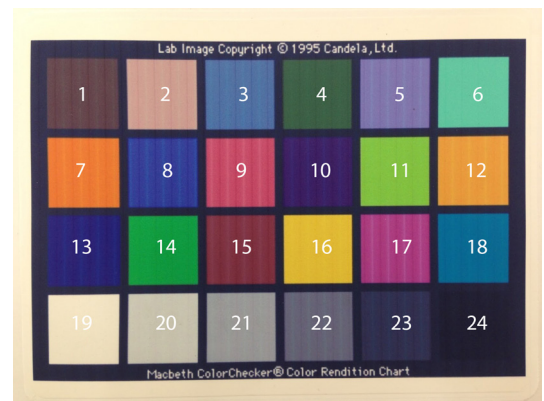 Lab Image Copyright © 1995 Candela,Ltd.
1 2 3 4 5 6
7 8 9 10 11 12
13 14 15 16 17 18
19 20 21 22 23 24
Macbeth ColorChecker® Color Rendition Chart